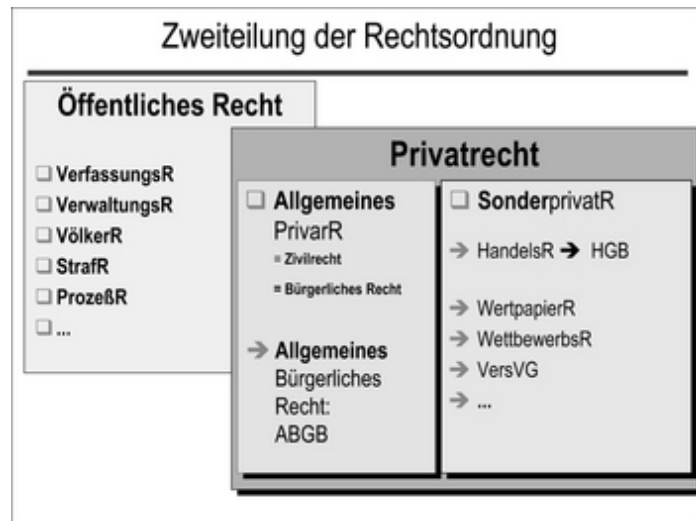 Zweiteilung der Rechtsordnung
Öffentliches Recht
❑ VerfassungsR
❑ VerwaltungsR
❑ VölkerR
❑ StrafR
❑ ProzeßR
❑ ...
Privatrecht
❑ Allgemeines
PrivarR
= Zivilrecht
= Bürgerliches Recht
➔ Allgemeines
Bürgerliches
Recht:
ABGB
❑ SonderprivatR
➔ HandelsR ➔ HGB
➔ WertpapierR
➔ WettbewerbsR
➔ VersVG
➔ ...